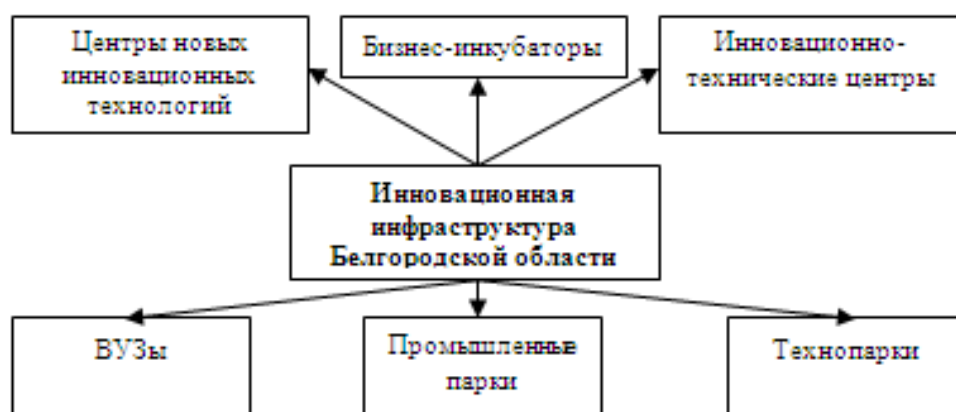 Центры новых
инновационных
технологий
Бизнес-инкубаторы
Инновационно-
технические центры
Инновационная
инфраструктура
Белгородской области
ВУЗы
Промышленные
парки
Технопарки